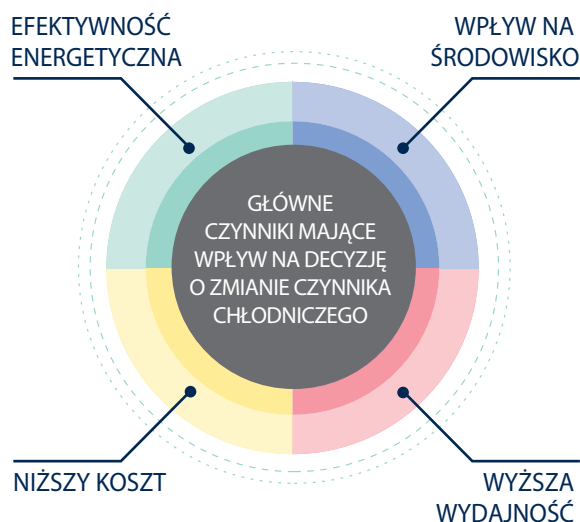 EFEKTYWNOŚĆ
ENERGETYCZNA
WPŁYW NA
ŚRODOWISKO
GŁÓWNE
CZYNNIKI MAJĄCE
WPŁYW NA DECYZJĘ
O ZMIANIE CZYNNIKA
CHŁODNICZEGO
NIŻSZY KOSZT
WYŻSZA
WYDAJNOŚĆ